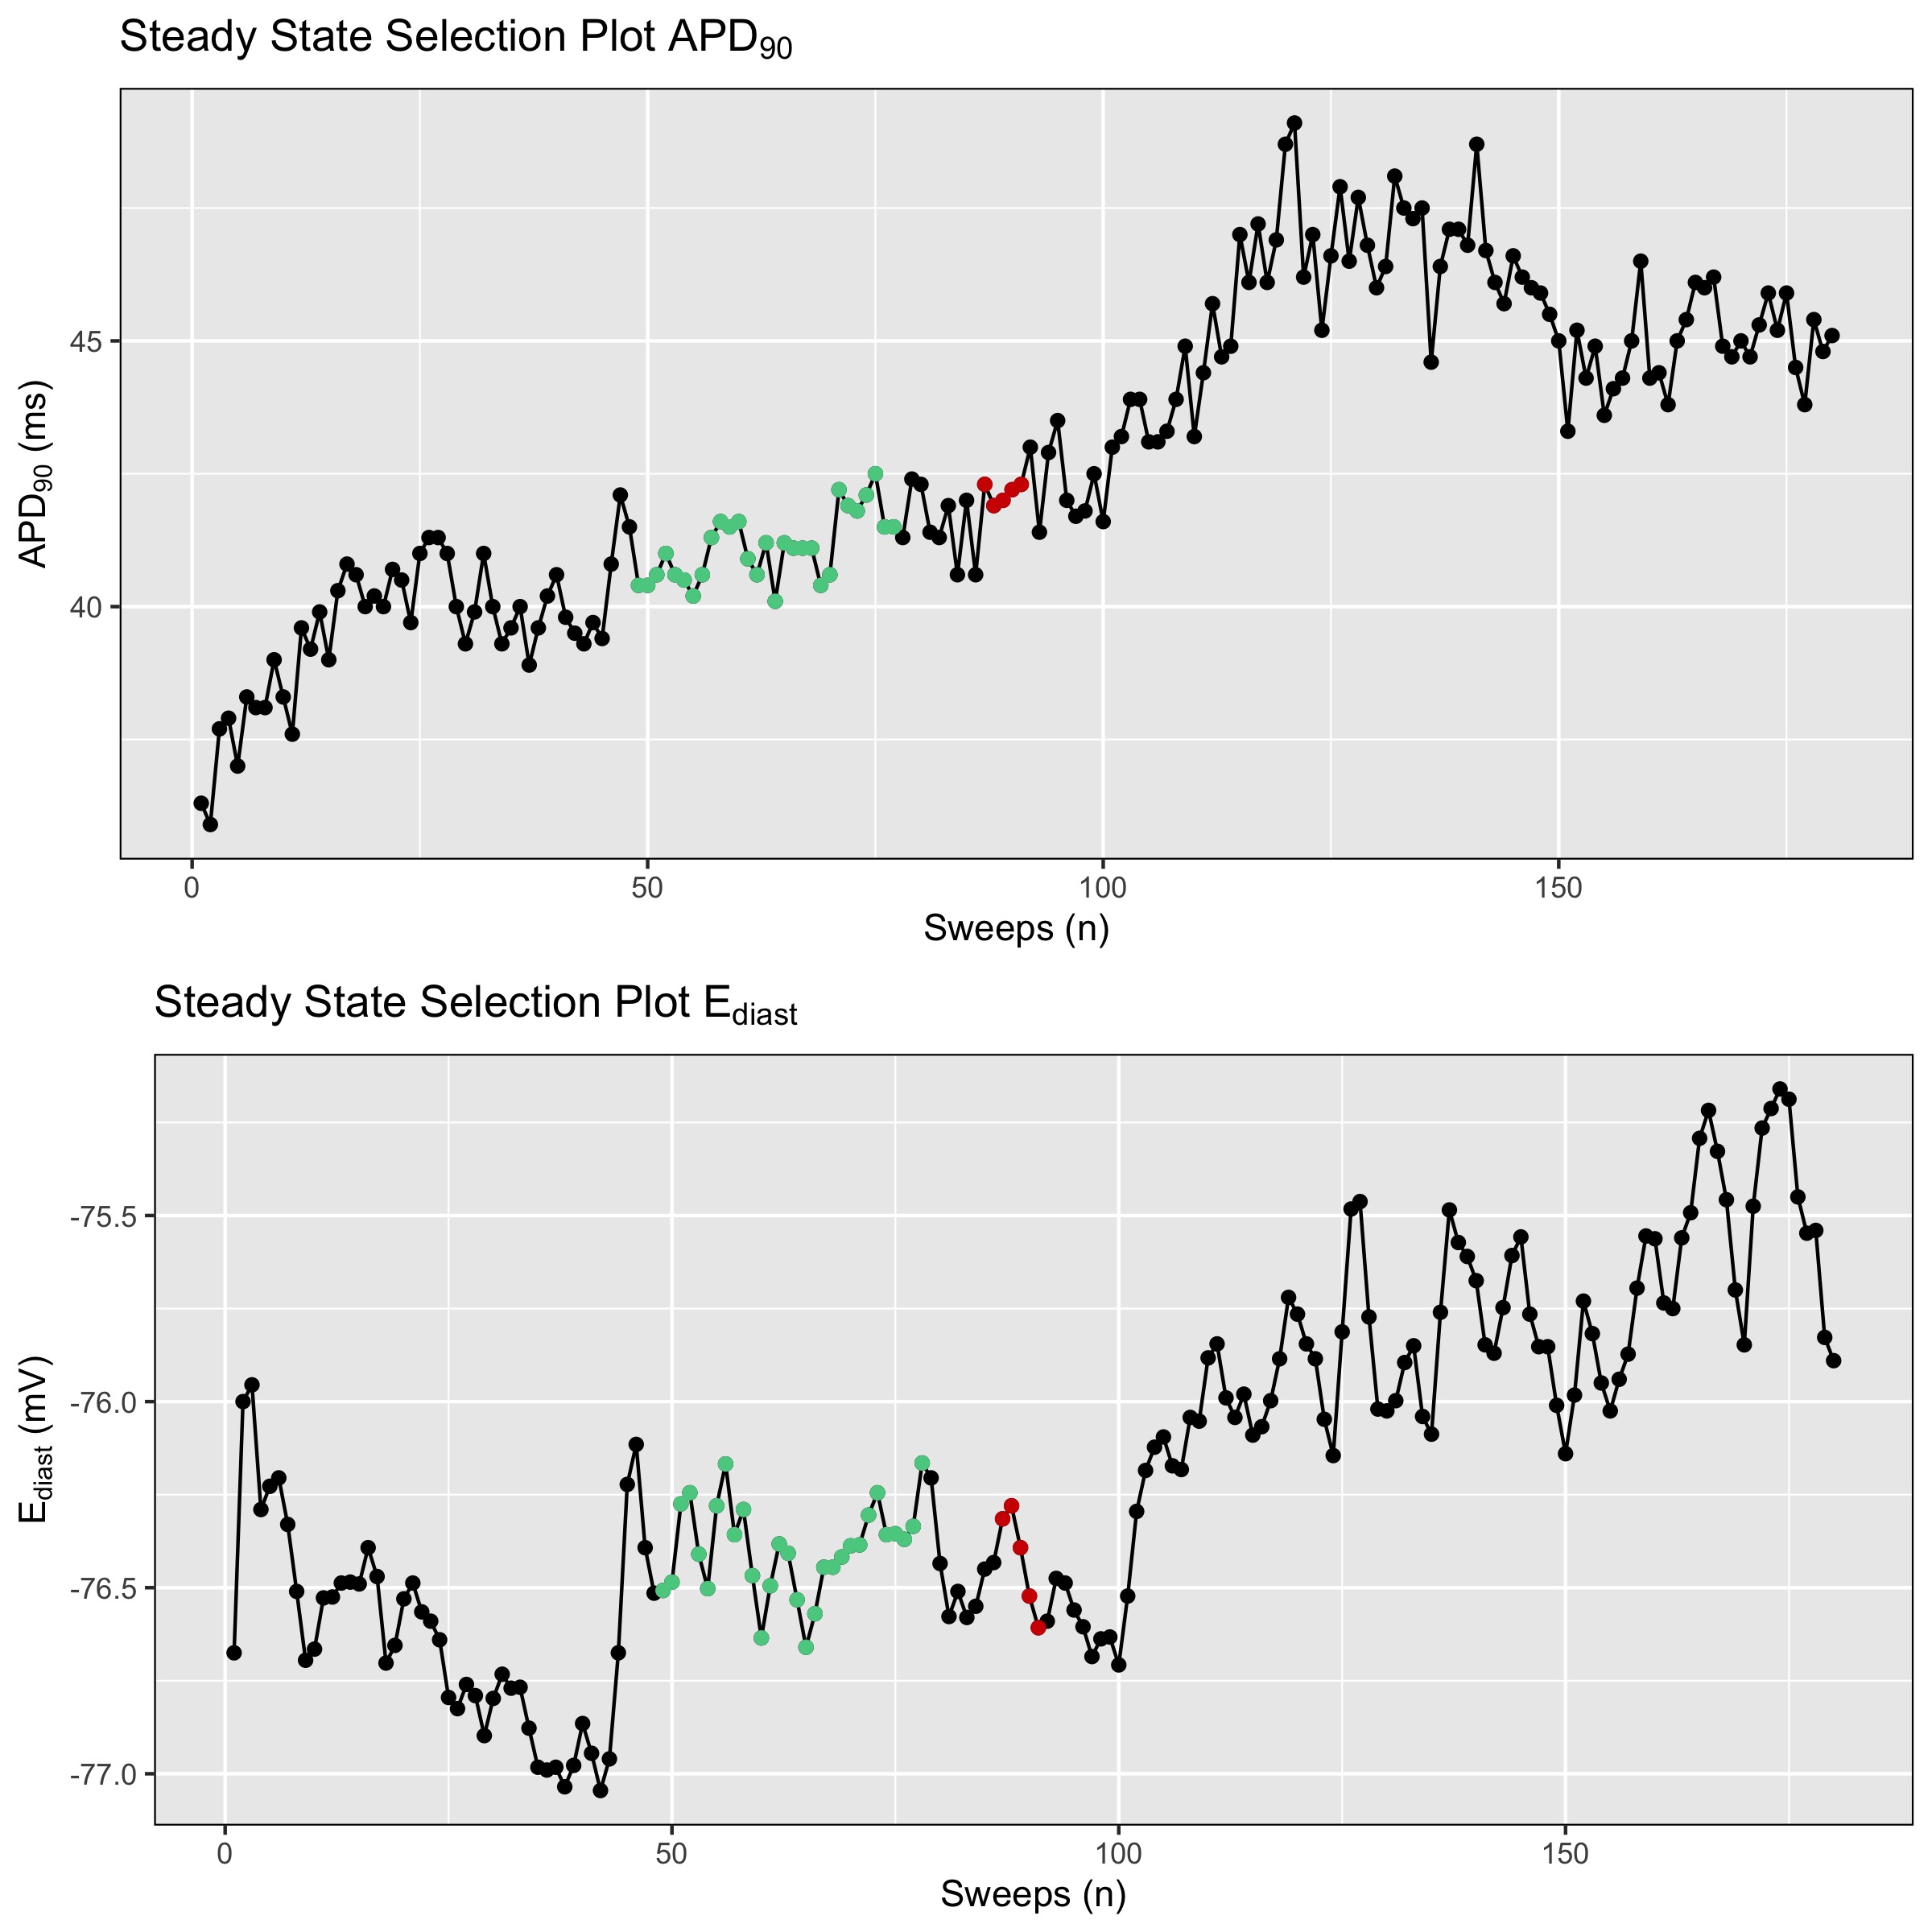 Steady State Selection Plot APD90
45
40
APD90 (ms)
0 50 100 150
Sweeps (n)
Steady State Selection Plot Ediast
-75.5
-76.0
-76.5
-77.0
Ediast (mV)
0 50 100 150
Sweeps (n)